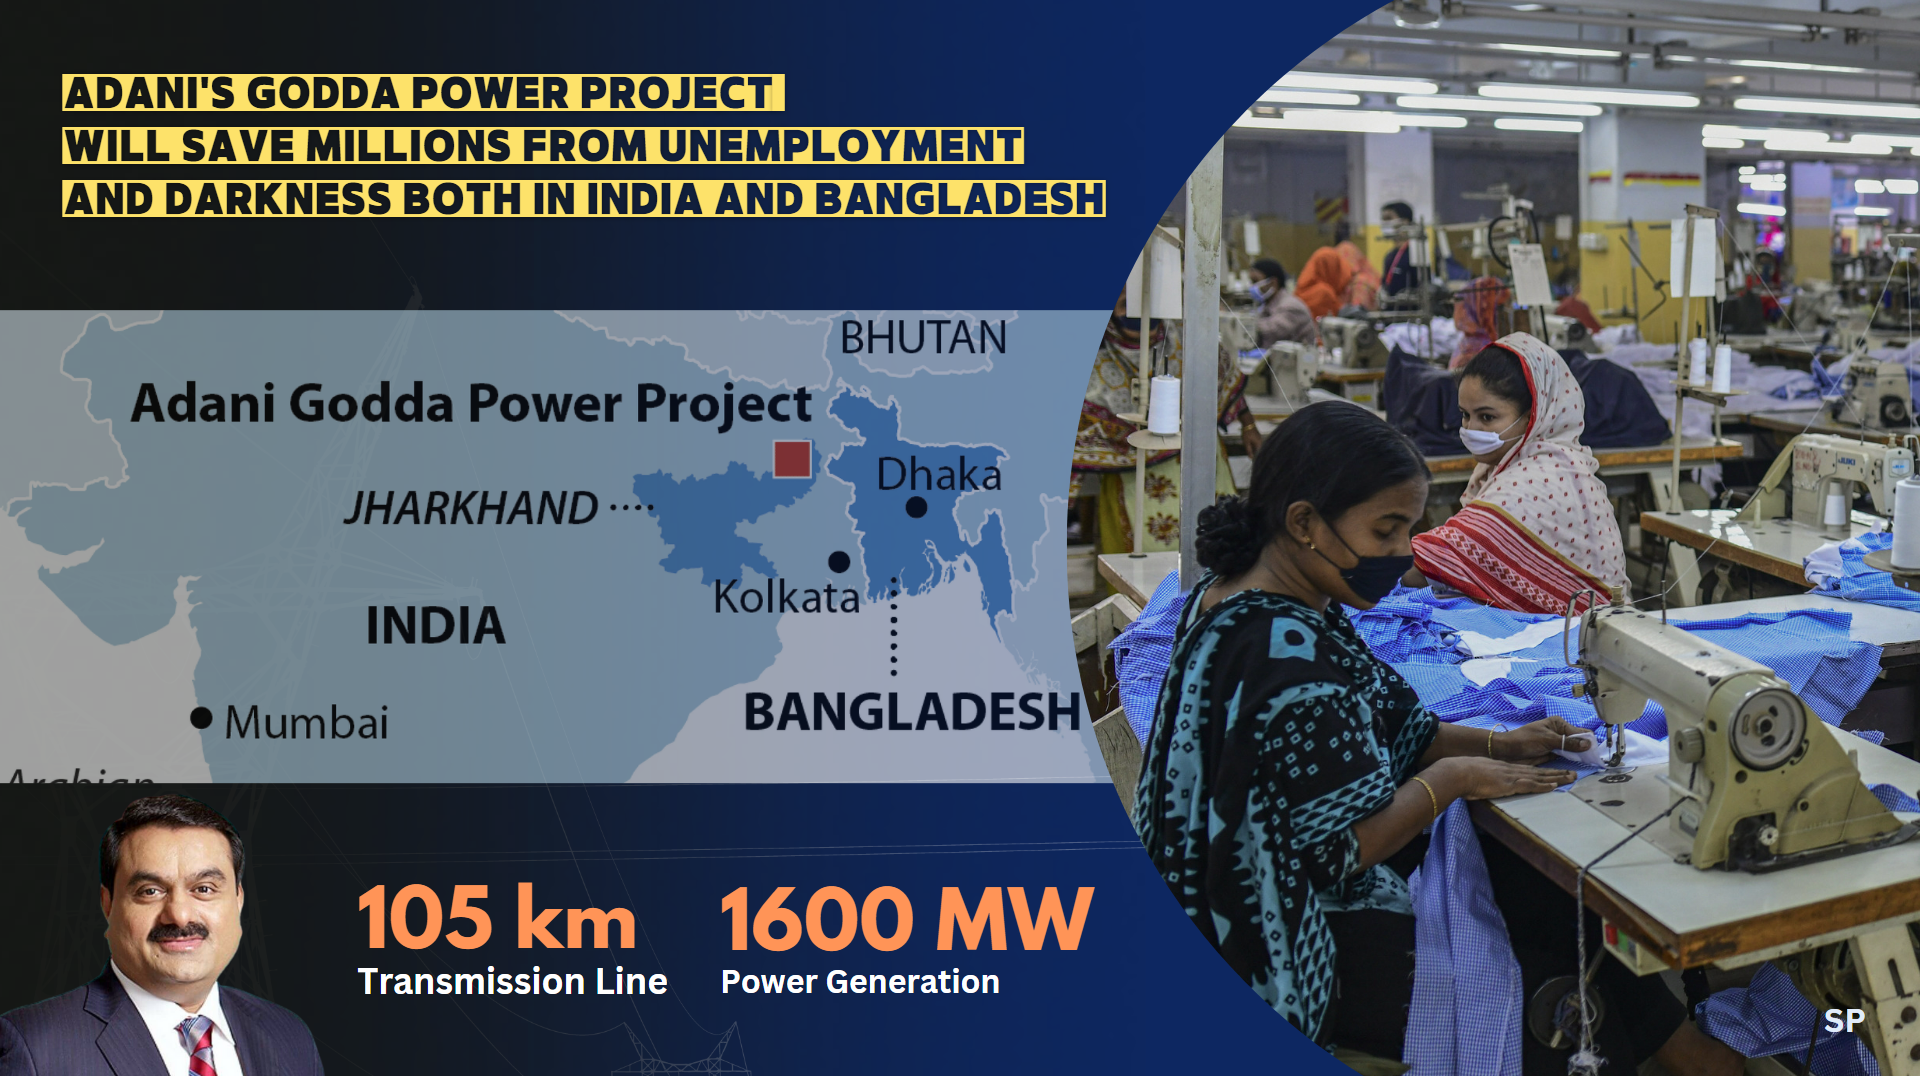 ADANI'S GODDA POWER PROJECT
WILL SAVE MILLIONS FROM UNEMPLOYMENT
AND DARKNESS BOTH IN INDIA AND BANGLADESH
BHUTAN
Adani Godda Power Project
Dhaka
JHARKHAND
Kolkata
INDIA
BANGLADESH
Mumbai
Arabian
105 km
1600 MW
Transmission Line
Power Generation
SP